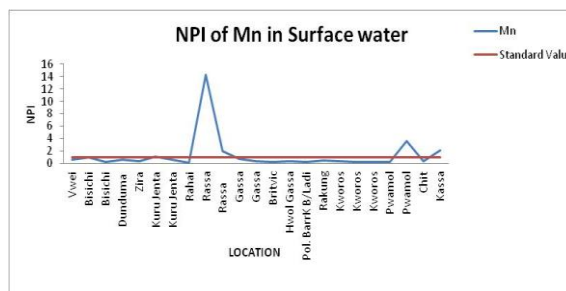 NPI of Mn in Surface water
Mn
Standard Valu
NPI
16
14
12
10
8
6
4
2
0
Vwei
Bisichi
Bisichi
Dunduma
Zira
Kuru Jenta
Kuru Jenta
Rahai
Rassa
Rassa
Gassa
Gassa
Britvic
Hwol Gassa
Pol. BarrK B/Ladi
Rakung
Kworos
Kworos
Kworos
Pwamol
Pwamol
Chit
Kassa
LOCATION